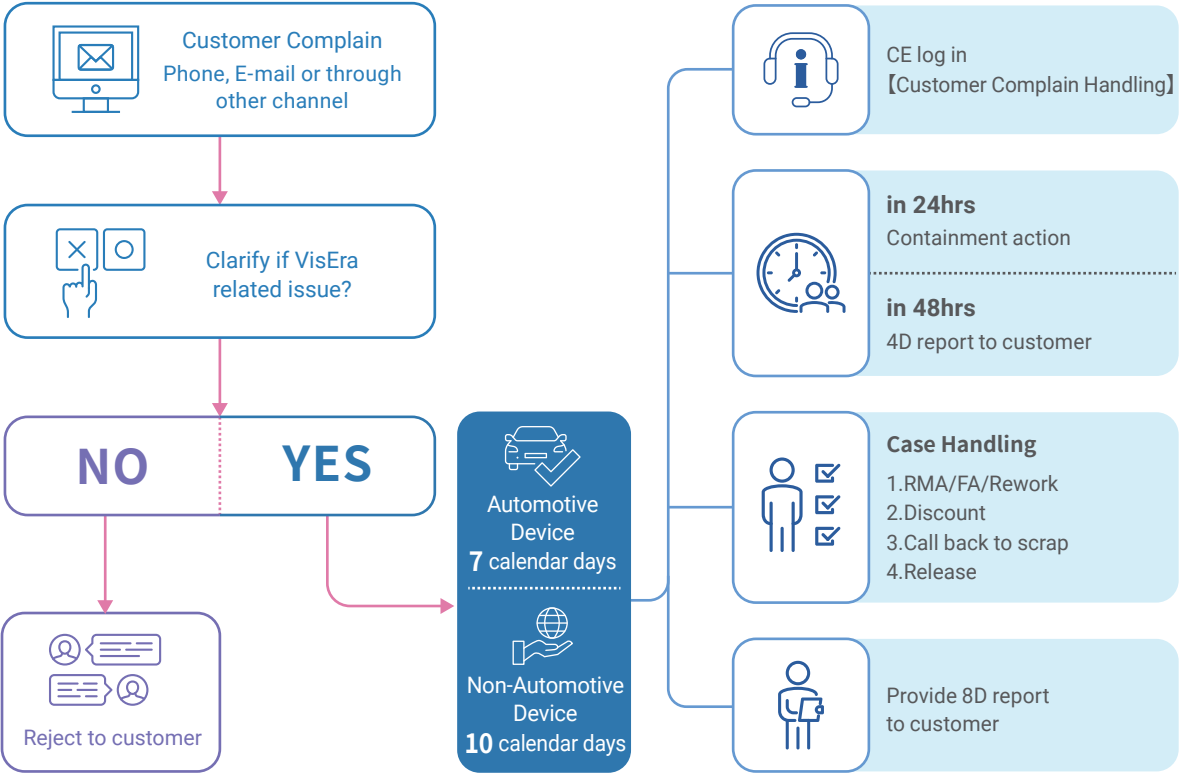 Customer Complain
Phone, E-mail or through
other channel
Clarify if VisEra
related issue?
NO
YES
Reject to customer
Automotive
Device
7 calendar days
Non-Automotive
Device
10 calendar days
CE log in
【Customer Complain Handling】
in 24hrs
Containment action
in 48hrs
4D report to customer
Case Handling
1.RMA/FA/Rework
2.Discount
3.Call back to scrap
4.Release
Provide 8D report
to customer